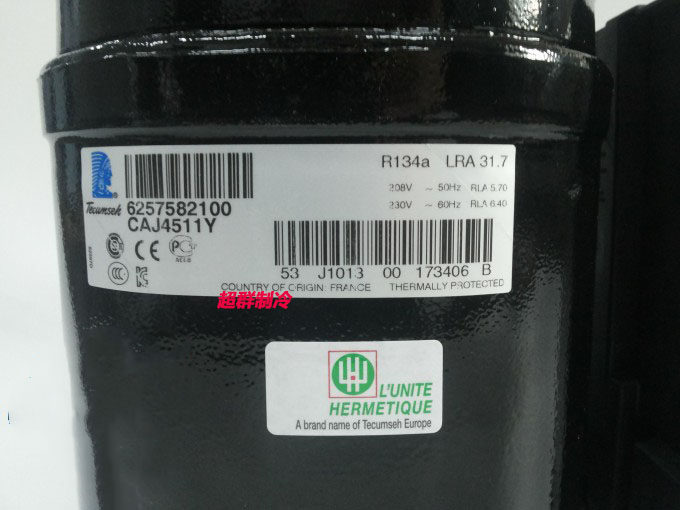 R134a LRA 31.7
208V ~ 50Hz RLA 5.70
230V ~ 60Hz RLA 6.40
Tecumseh
6257582100
CAJ4511Y
CE
53 J1013 00 173406 B
COUNTRY OF ORIGIN: FRANCE THERMALLY PROTECTED
超群制冷
L'UNITE
HERMETIQUE
A brand name of Tecumseh Europe